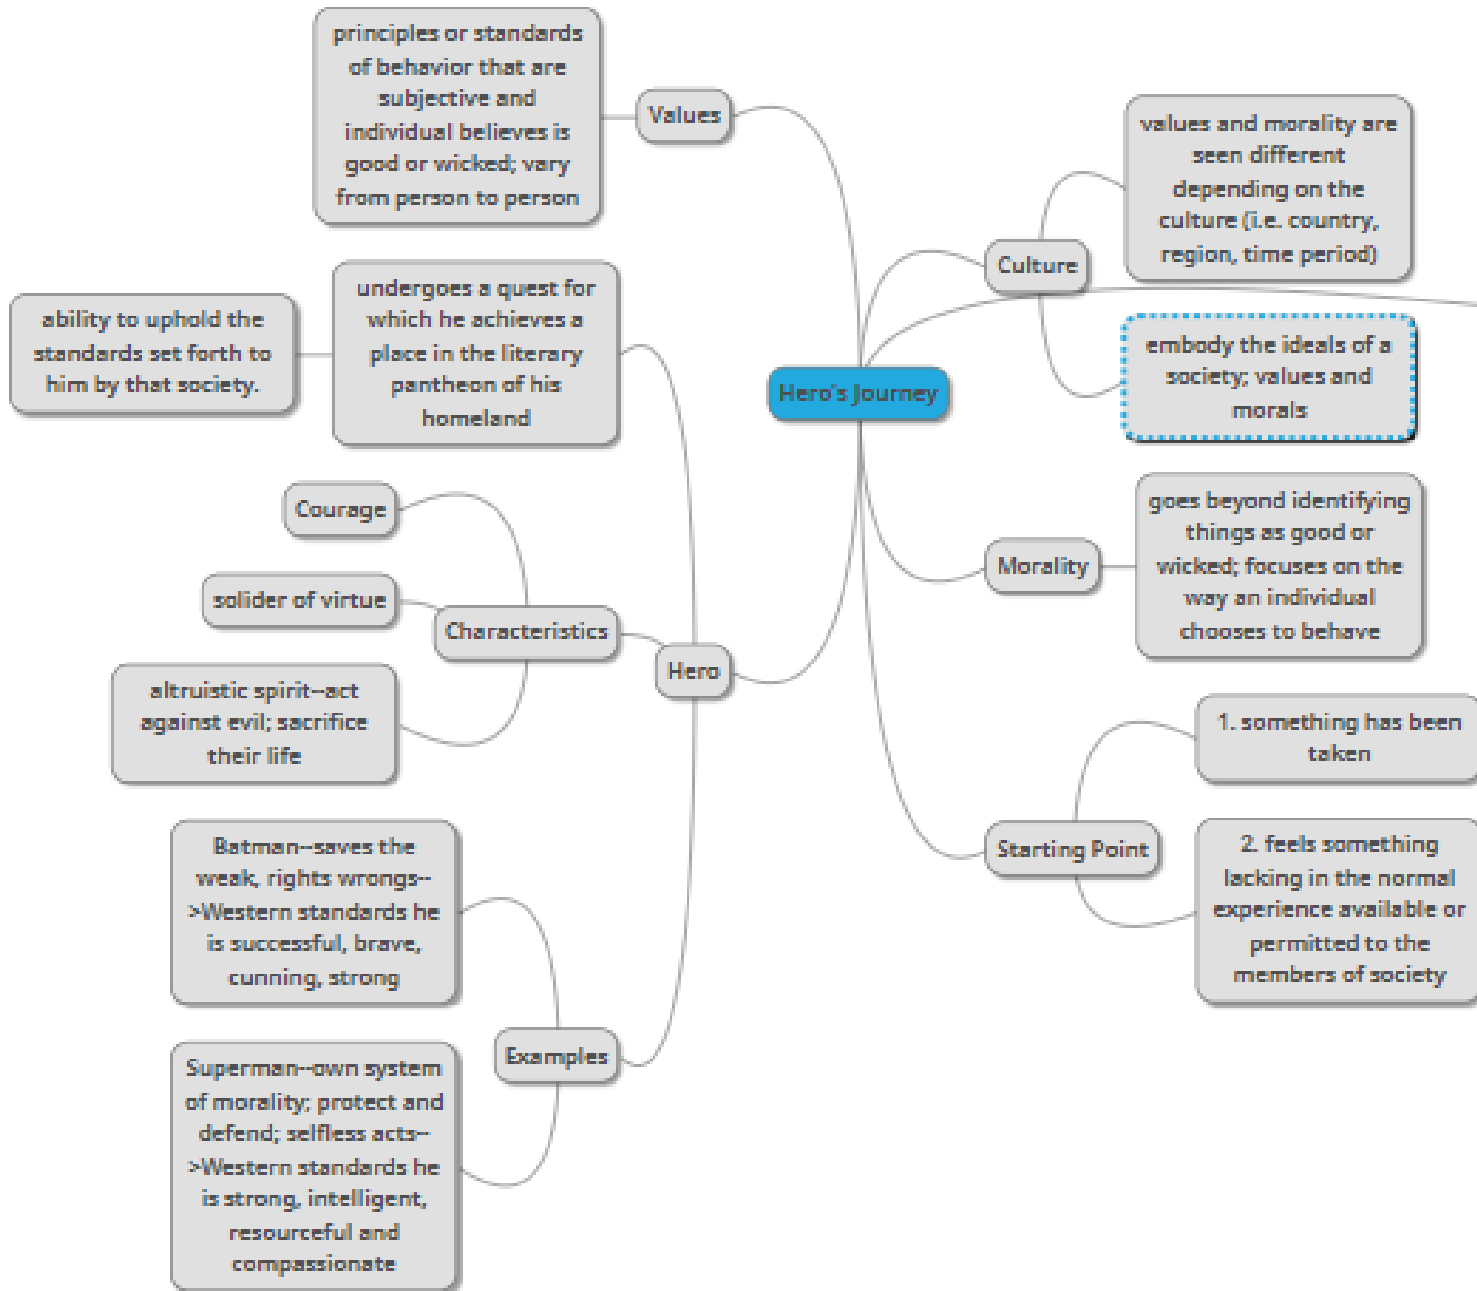 Hero's Journey
Values
principles or standards
of behavior that are
subjective and
individual believes is
good or wicked; vary
from person to person
Hero
undergoes a quest for
which he achieves a
place in the literary
pantheon of his
homeland
ability to uphold the
standards set forth to
him by that society.
Characteristics
Courage
solider of virtue
altruistic spirit--act
against evil; sacrifice
their life
Examples
Batman--saves the
weak, rights wrongs--
>Western standards he
is successful, brave,
cunning, strong
Superman--own system
of morality; protect and
defend; selfless acts--
>Western standards he
is strong, intelligent,
resourceful and
compassionate
Culture
values and morality are
seen different
depending on the
culture (i.e. country,
region, time period)
embody the ideals of a
society; values and
morals
Morality
goes beyond identifying
things as good or
wicked; focuses on the
way an individual
chooses to behave
Starting Point
1. something has been
taken
2. feels something
lacking in the normal
experience available or
permitted to the
members of society